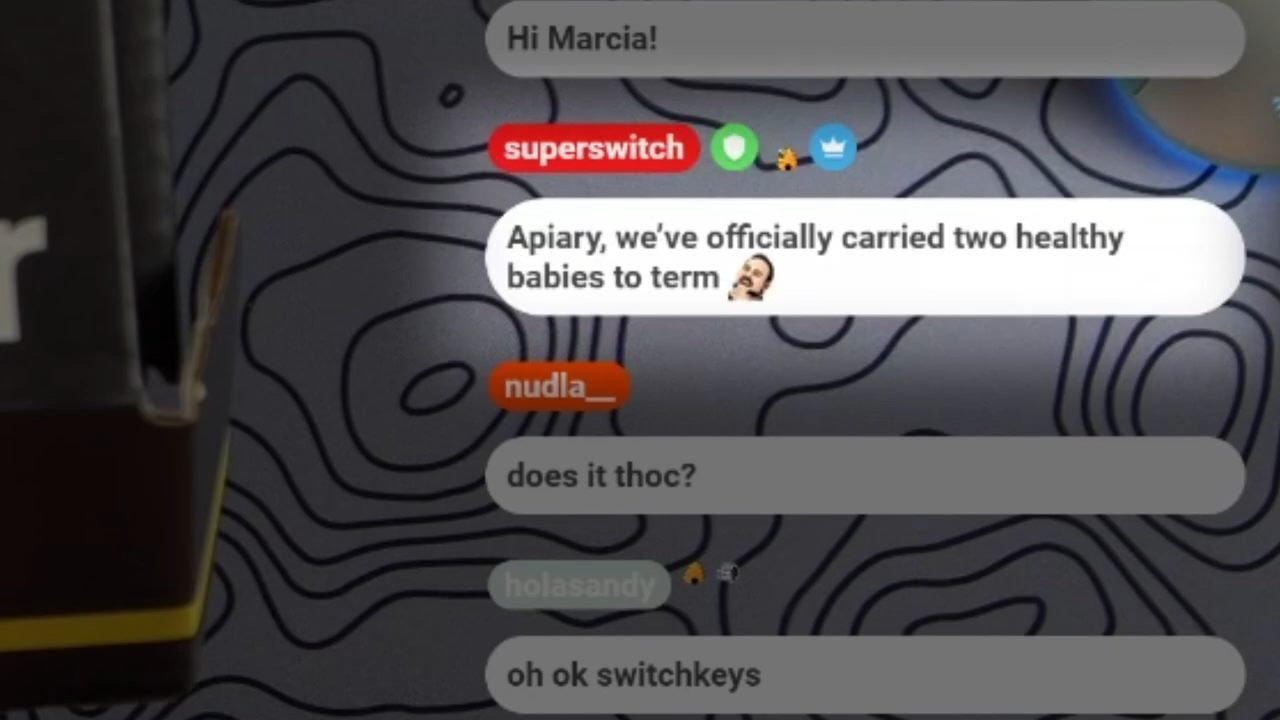 Hi Marcia!
superswitch
Apiary, we've officially carried two healthy
babies to term
nudla__
does it thoc?
holasandy
oh ok switchkeys
r